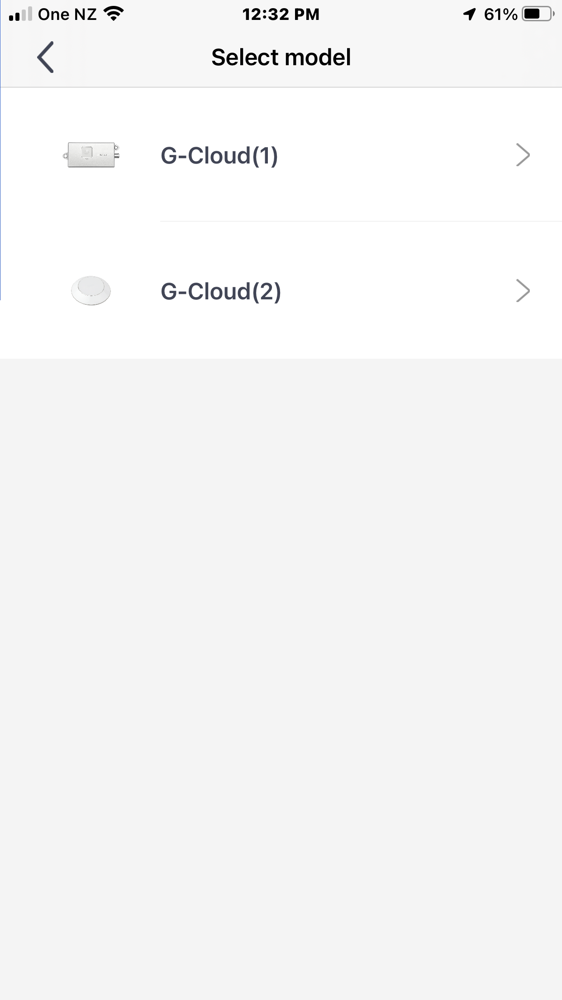 One NZ 12:32 PM 61%
Select model
G-Cloud(1)
G-Cloud(2)